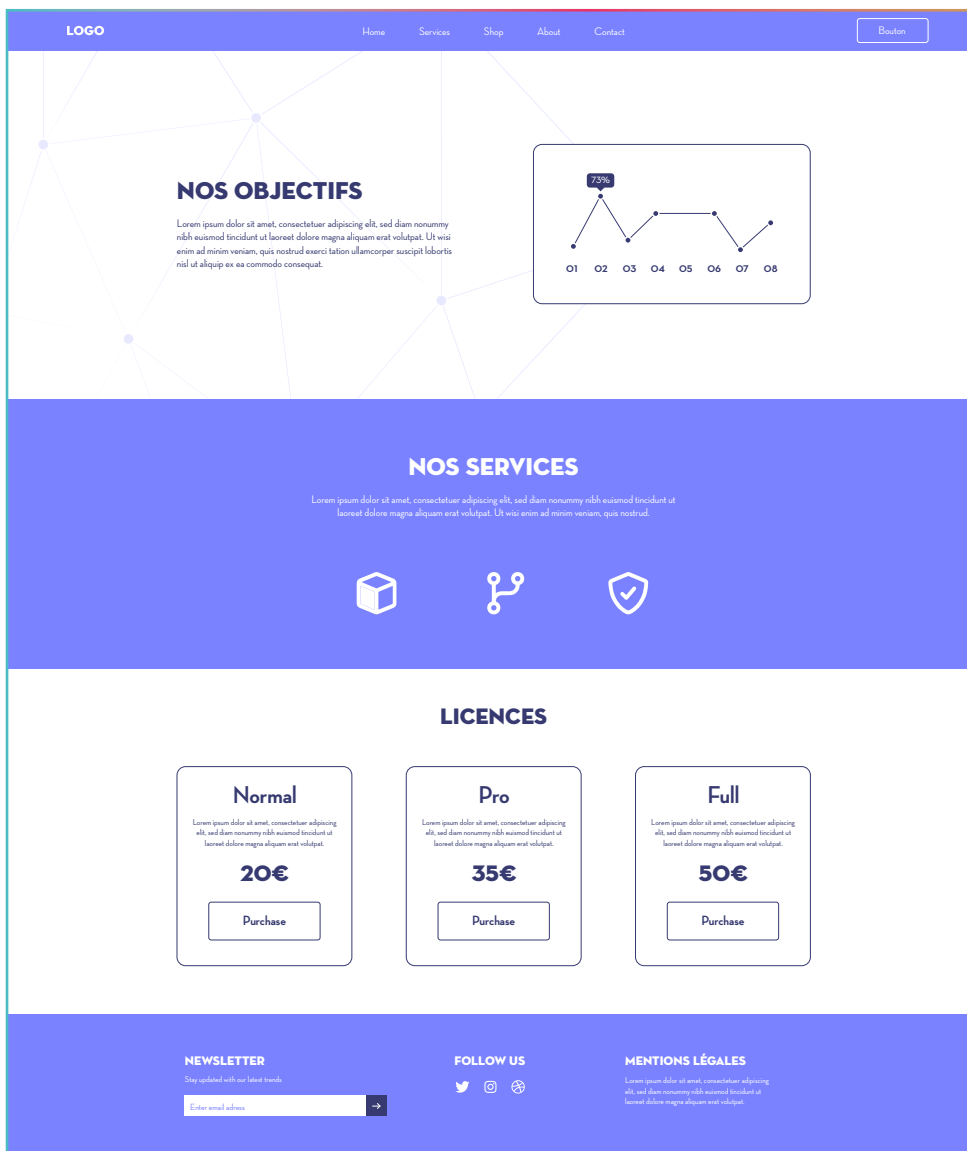 LOGO
Home Services Shop About Contact
Bouton
NOS OBJECTIFS
Lorem ipsum dolor sit amet, consectetuer adipiscing elit, sed diam nonummy
nibh euismod tincidunt ut laoreet dolore magna aliquam erat volutpat. Ut wisi
enim ad minim veniam, quis nostrud exerci tation ullamcorper suscipit lobortis
nisl ut aliquip ex ea commodo consequat.
73%
01 02 03 04 05 06 07 08
NOS SERVICES
Lorem ipsum dolor sit amet, consectetuer adipiscing elit, sed diam nonummy nibh euismod tincidunt ut
laoreet dolore magna aliquam erat volutpat. Ut wisi enim ad minim veniam, quis nostrud.
LICENCES
Normal
Lorem ipsum dolor sit amet, consectetuer adipiscing
elit, sed diam nonummy nibh euismod tincidunt ut
laoreet dolore magna aliquam erat volutpat.
20€
Purchase
Pro
Lorem ipsum dolor sit amet, consectetuer adipiscing
elit, sed diam nonummy nibh euismod tincidunt ut
laoreet dolore magna aliquam erat volutpat.
35€
Purchase
Full
Lorem ipsum dolor sit amet, consectetuer adipiscing
elit, sed diam nonummy nibh euismod tincidunt ut
laoreet dolore magna aliquam erat volutpat.
50€
Purchase
NEWSLETTER
Stay updated with our latest trends
Enter email adress
FOLLOW US
MENTIONS LÉGALES
Lorem ipsum dolor sit amet, consectetuer adipiscing
elit, sed diam nonummy nibh euismod tincidunt ut
laoreet dolore magna aliquam erat volutpat.